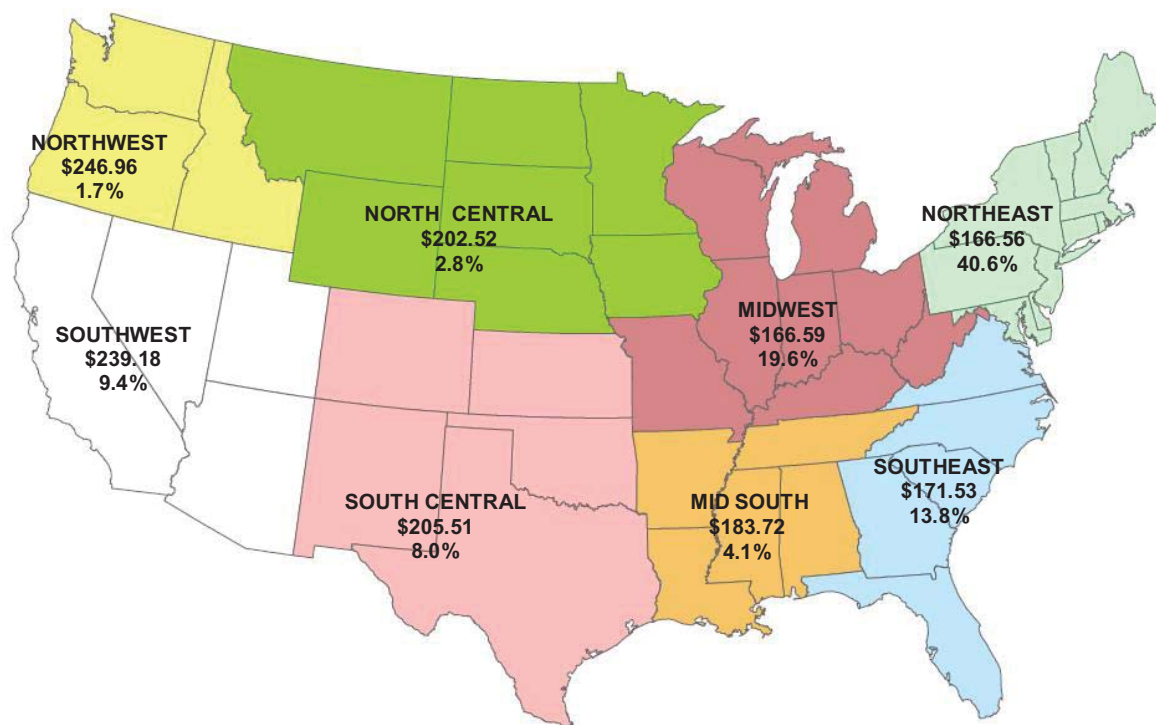 NORTHWEST
$246.96
1.7%
NORTH CENTRAL
$202.52
2.8%
NORTHEAST
$166.56
40.6%
MIDWEST
$166.59
19.6%
SOUTHWEST
$239.18
9.4%
SOUTH CENTRAL
$205.51
8.0%
MID SOUTH
$183.72
4.1%
SOUTHEAST
$171.53
13.8%